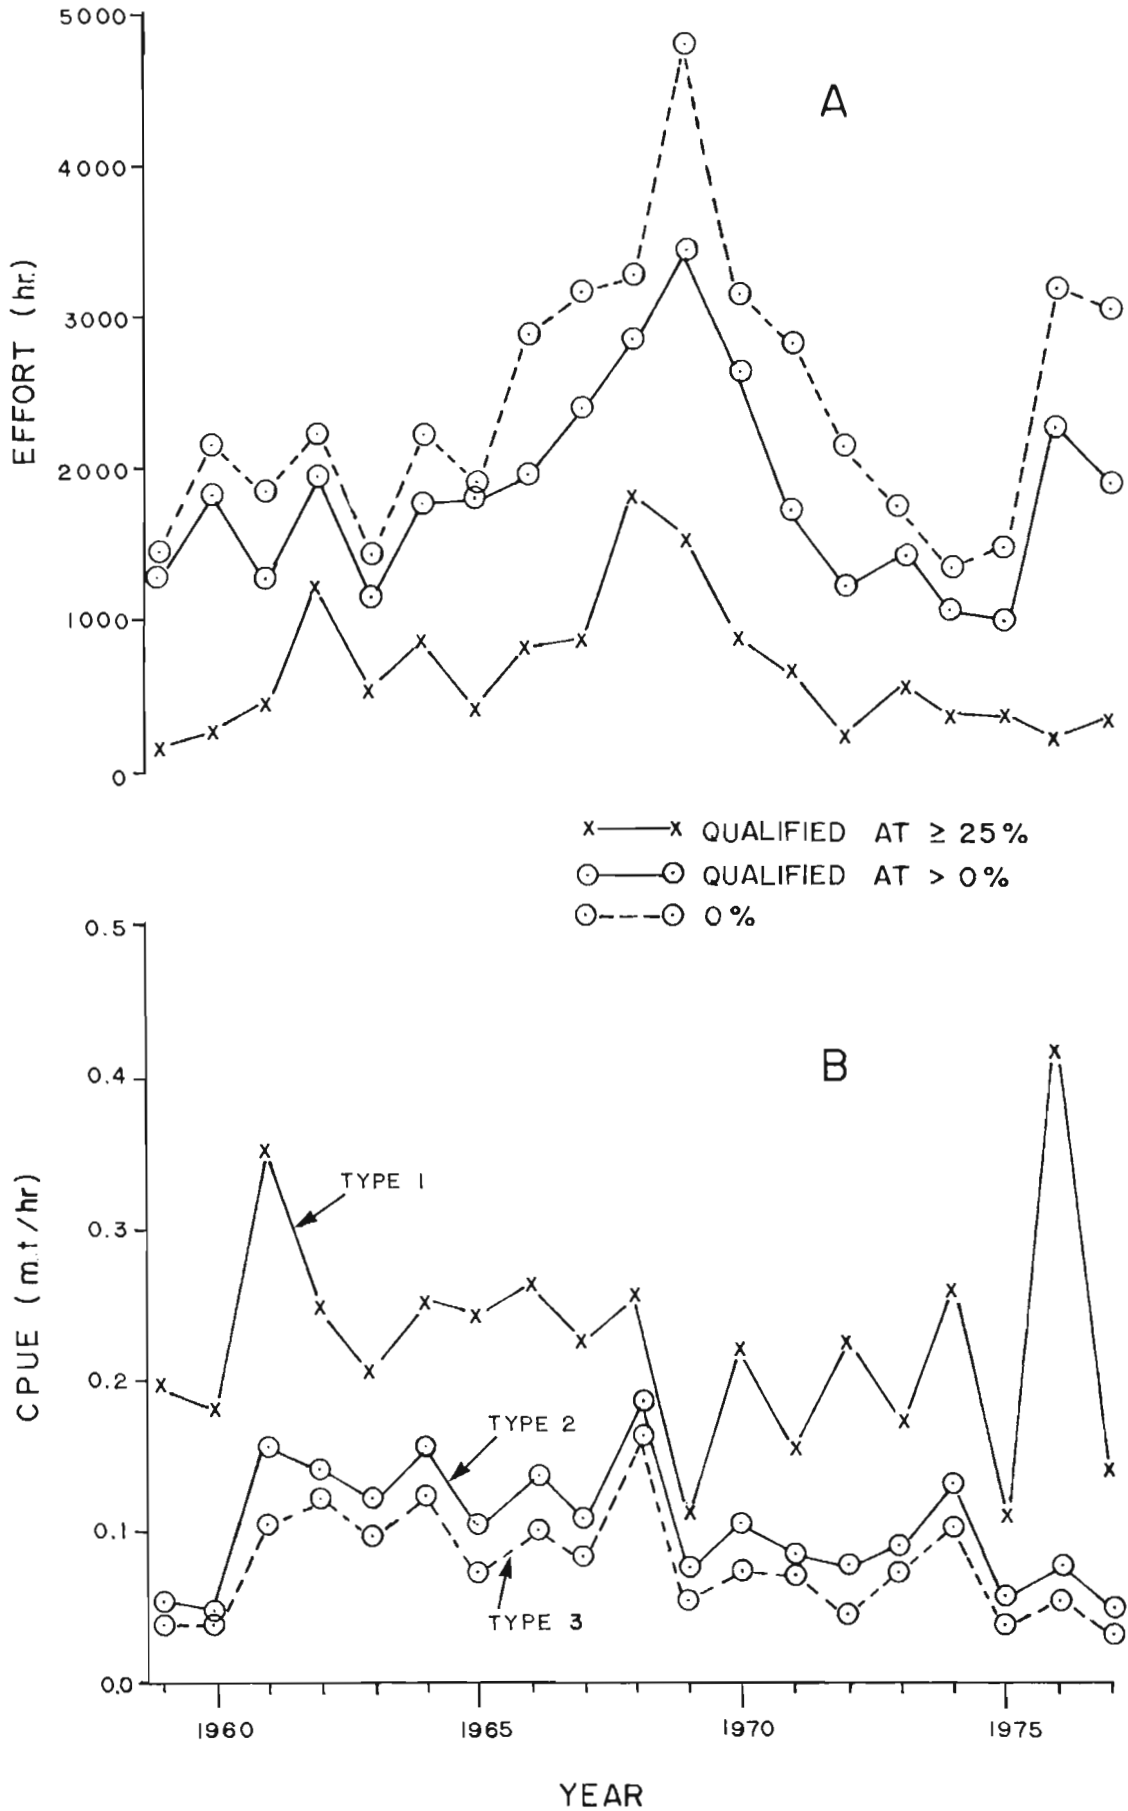 5000
4000
3000
2000
1000
0
EFFORT (hr.)
A
x——x QUALIFIED AT ≥ 25%
QUALIFIED AT > 0%
0%
0.5
0.4
0.3
0.2
0.1
0.0
CPUE (m.t/hr)
B
TYPE 1
TYPE 2
TYPE 3
1960 1965 1970 1975
YEAR